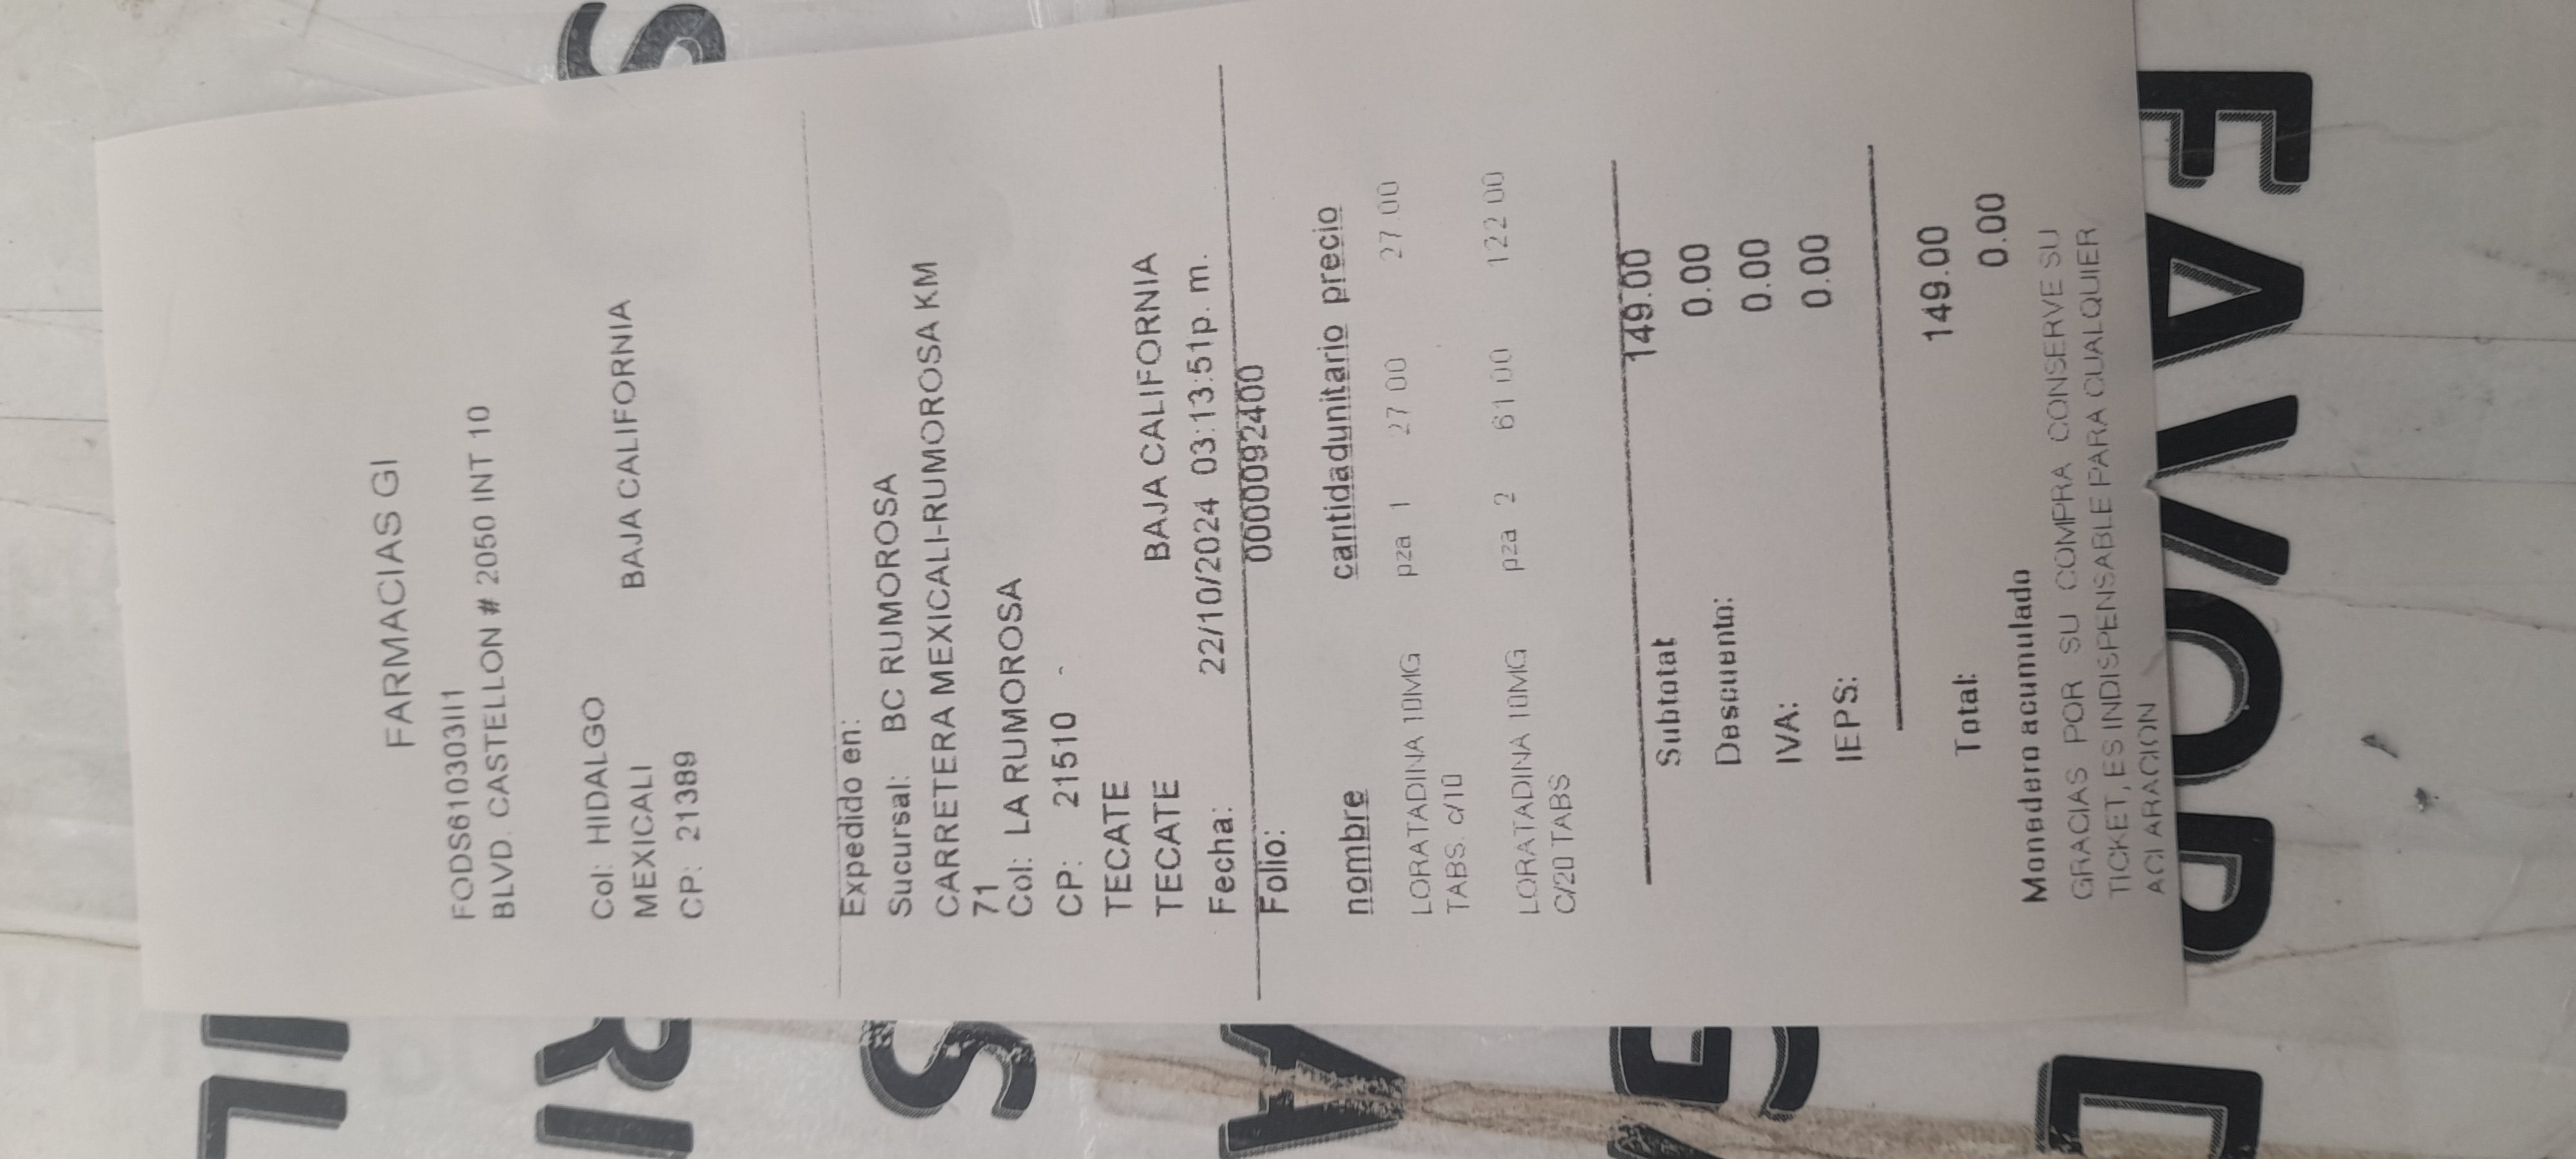 FARMACIAS GI
FODS6103031I1
BLVD. CASTELLON # 2050 INT 10
Col: HIDALGO
MEXICALI BAJA CALIFORNIA
CP: 21389
Expedido en:
Sucursal: BC RUMOROSA
CARRETERA MEXICALI-RUMOROSA KM
71
Col: LA RUMOROSA
CP: 21510 -
TECATE
TECATE BAJA CALIFORNIA
Fecha: 22/10/2024 03:13:51p. m.
Folio: 0000092400
nombre cantidadunitario precio
LORATADINA 10MG pza 1 27.00 27.00
TABS. c/10
LORATADINA 10MG pza 2 61.00 122.00
C/20 TABS
Subtotal 149.00
Descuento: 0.00
IVA: 0.00
IEPS: 0.00
Total: 149.00
Monedero acumulado 0.00
GRACIAS POR SU COMPRA CONSERVE SU
TICKET, ES INDISPENSABLE PARA CUALQUIER
ACLARACION
FAVOR